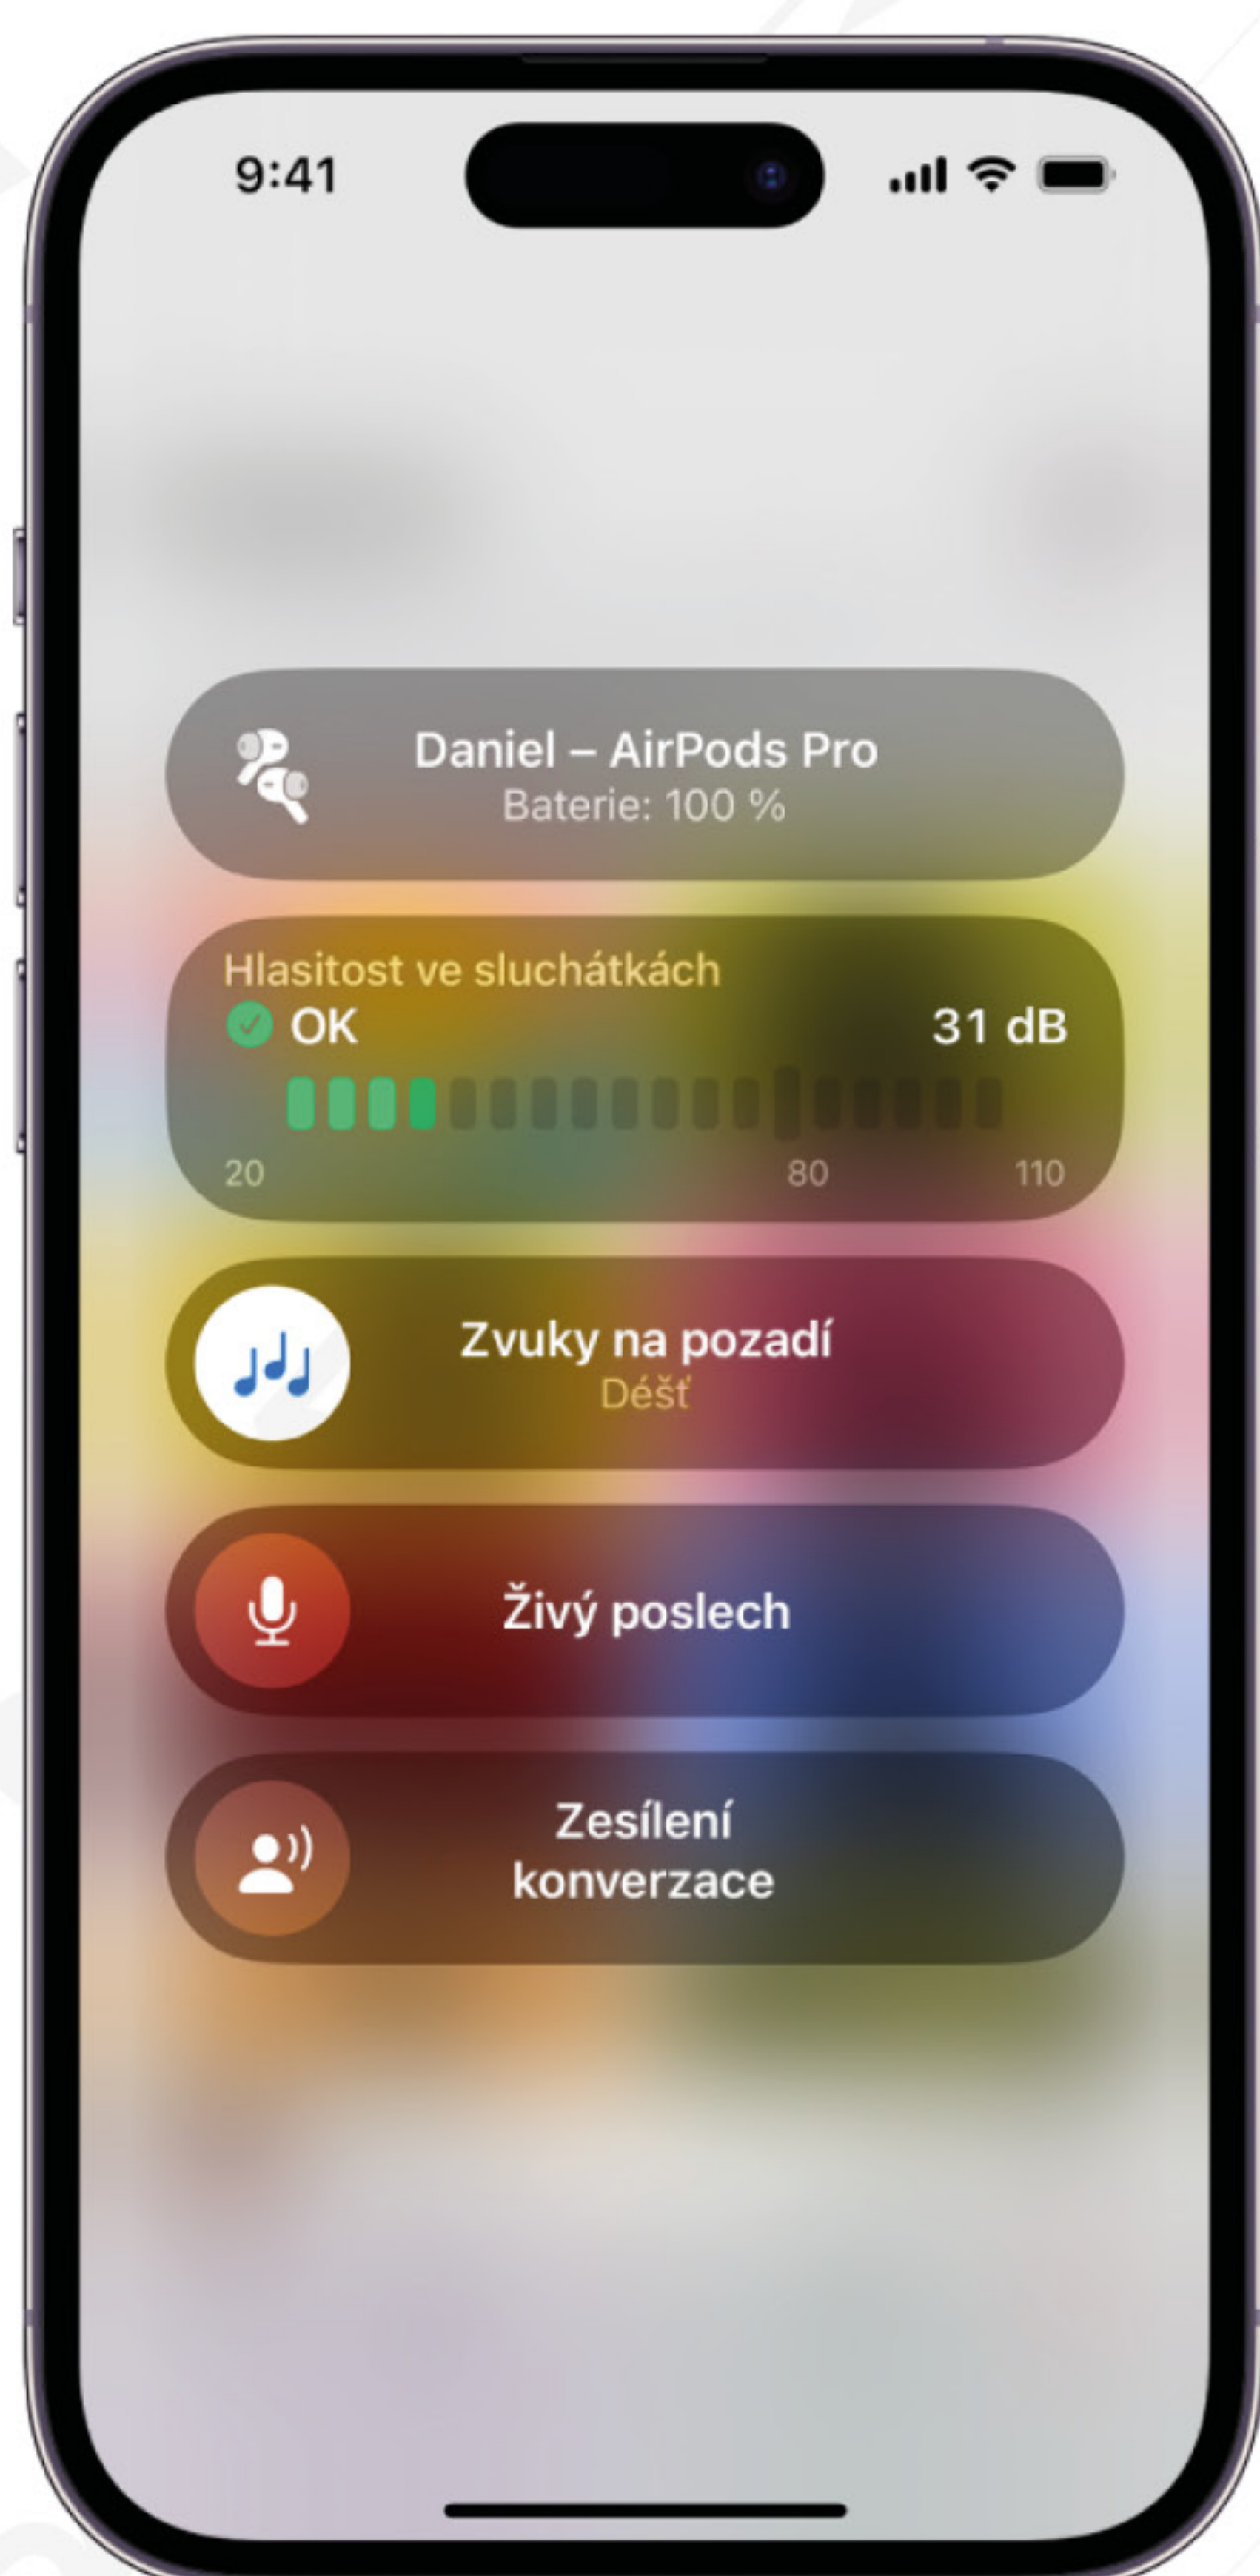 9:41
Daniel – AirPods Pro
Baterie: 100 %
Hlasitost ve sluchátkách
OK
31 dB
20
80
110
Zvuky na pozadí
Déšť
Živý poslech
Zesílení
konverzace